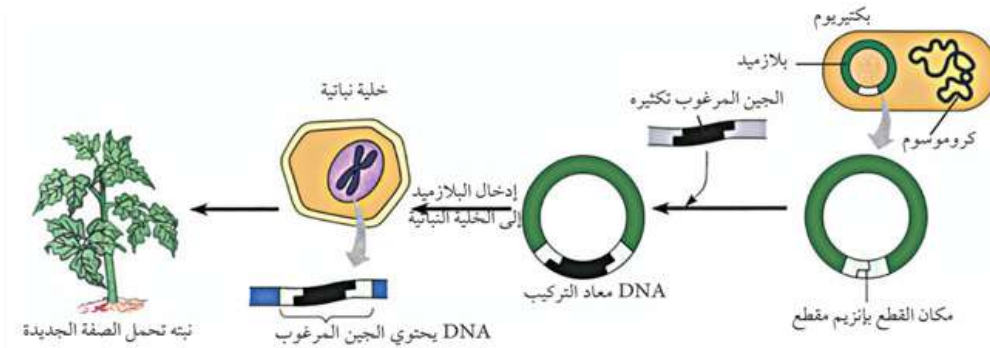 بكتيريوم
بلازميد
كروموسوم
الجين المرغوب تكثيره
مكان القطع بإنزيم مقطع
DNA معاد التركيب
إدخال البلازميد
إلى الخلية النباتية
خلية نباتية
DNA يحتوي الجين المرغوب
نبته تحمل الصفة الجديدة